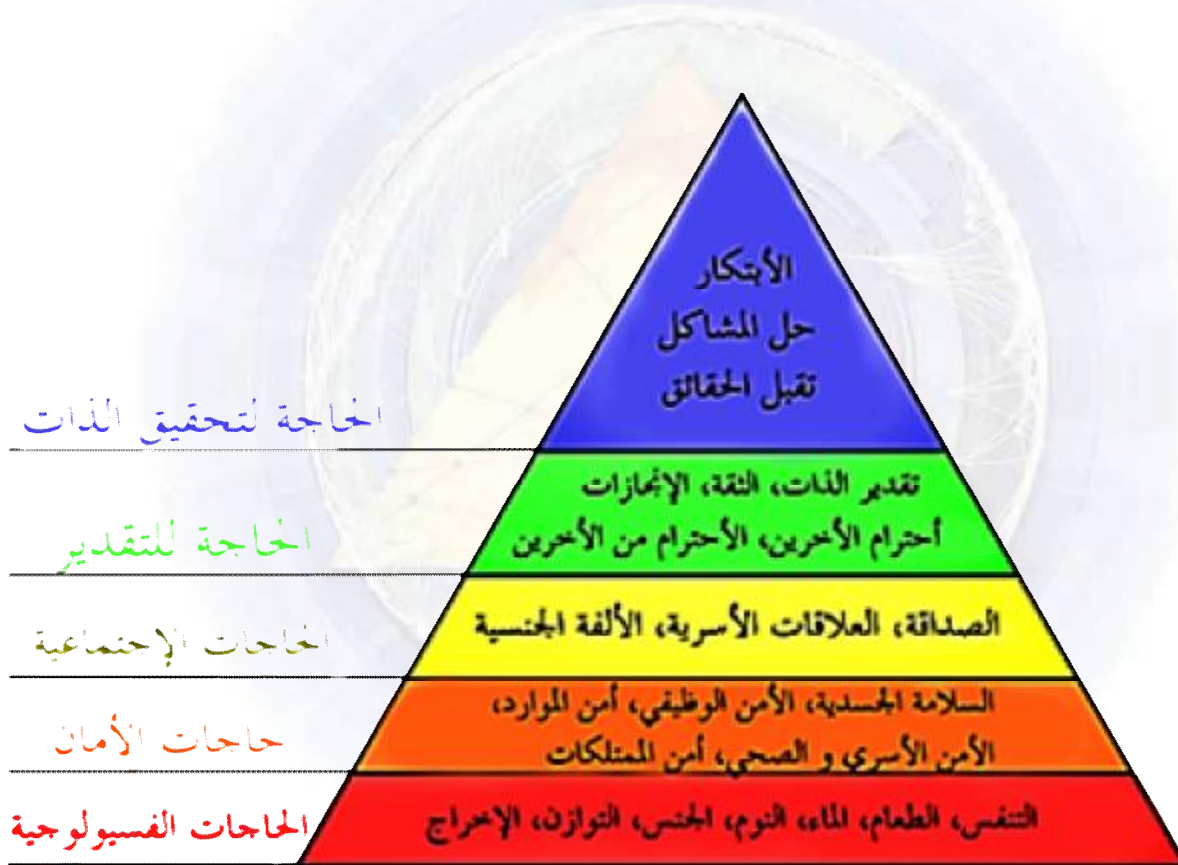 الأبتكار
حل المشاكل
تقبل الحقائق
الحاجة لتحقيق الذات
تقدير الذات، الثقة، الإنجازات
أحترام الأخرين، الأحترام من الأخرين
الحاجة للتقدير
الصداقة، العلاقات الأسرية، الألفة الجنسية
الحاجات الإجتماعية
السلامة الجسدية، الأمن الوظيفي، أمن الموارد،
الأمن الأسري و الصحي، أمن الممتلكات
حاجات الأمان
التنفس، الطعام، الماء، النوم، الجنس، التوازن، الإخراج
الحاجات الفسيولوجية